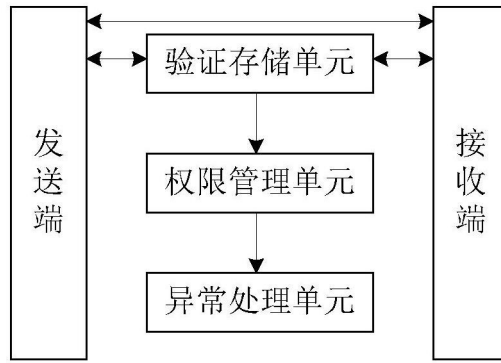 发送端
验证存储单元
权限管理单元
异常处理单元
接收端